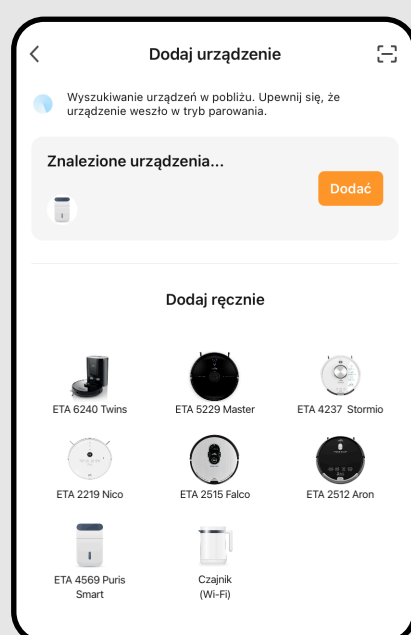 Dodaj urządzenie
Wyszukiwanie urządzeń w pobliżu. Upewnij się, że
urządzenie weszło w tryb parowania.
Znalezione urządzenia...
Dodać
Dodaj ręcznie
ETA 6240 Twins
ETA 5229 Master
ETA 4237 Stormio
ETA 2219 Nico
ETA 2515 Falco
ETA 2512 Aron
ETA 4569 Puris
Smart
Czajnik
(Wi-Fi)